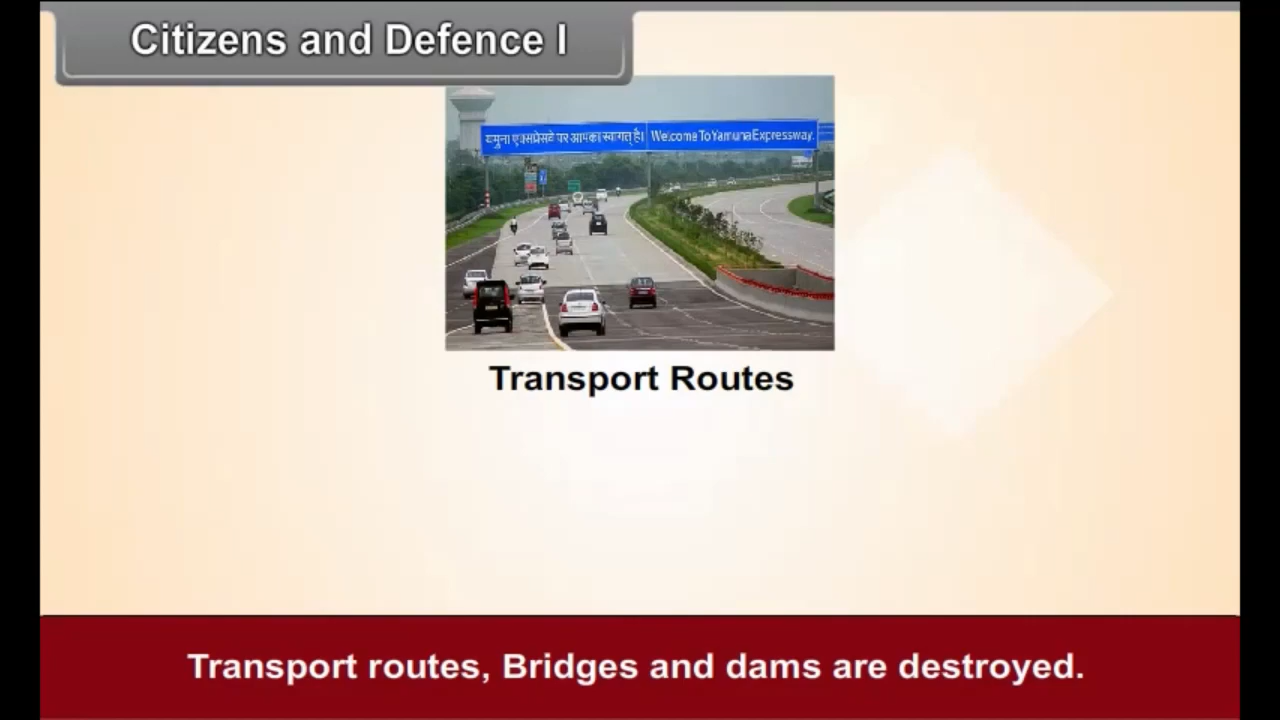 Citizens and Defence I
यमुना एक्सप्रेसवे पर आपका स्वागत् है। Welcome To Yamuna Expressway.
Transport Routes
Transport routes, Bridges and dams are destroyed.